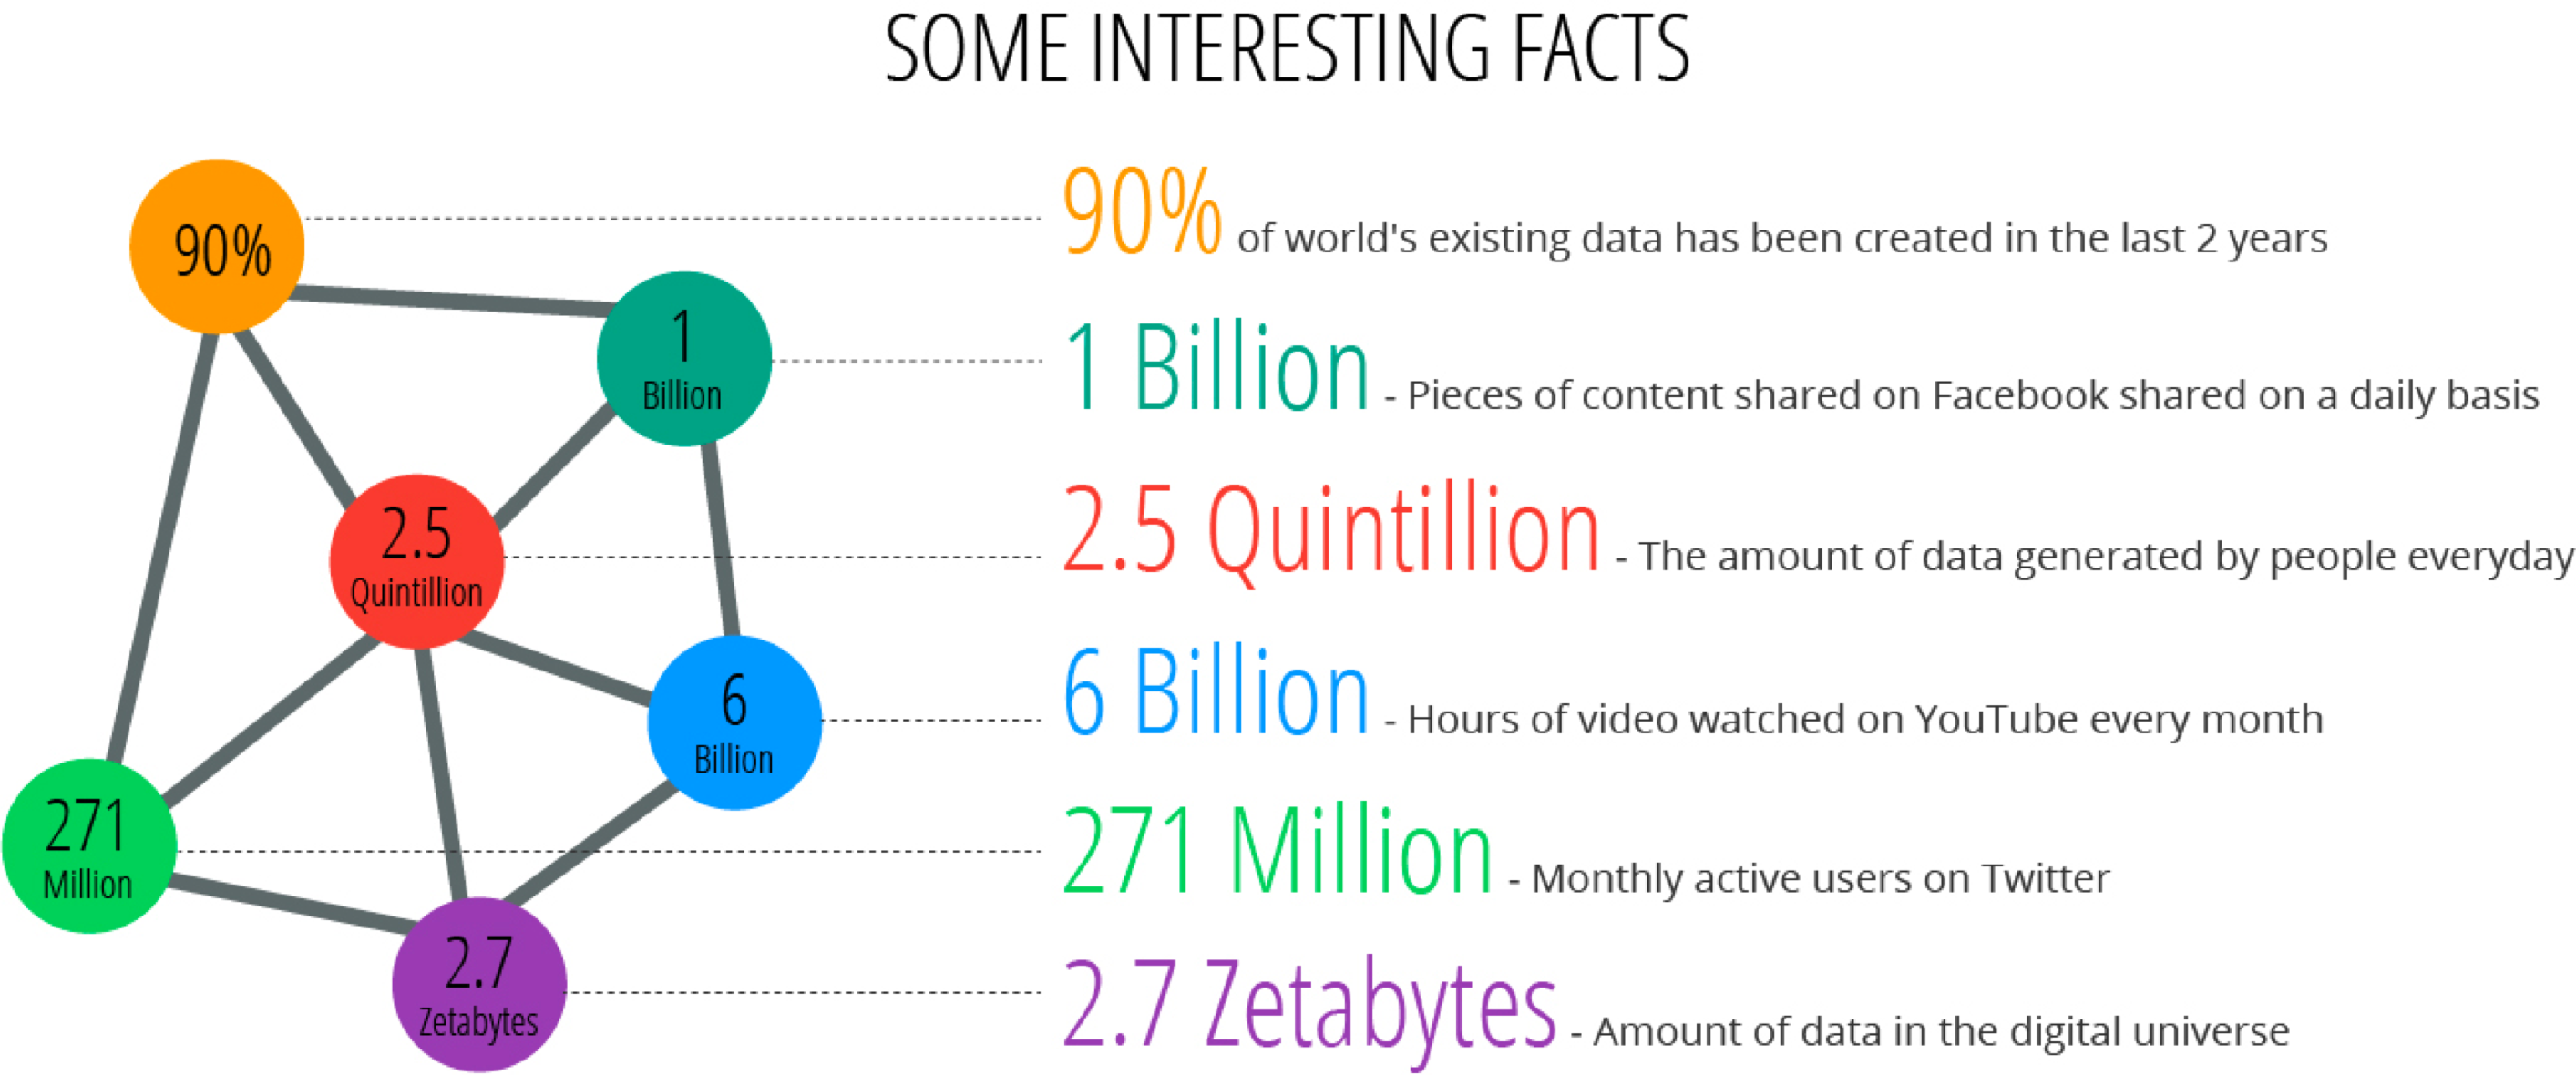 SOME INTERESTING FACTS
90%
1
Billion
2.5
Quintillion
6
Billion
271
Million
2.7
Zetabytes
90% of world's existing data has been created in the last 2 years
1 Billion - Pieces of content shared on Facebook shared on a daily basis
2.5 Quintillion - The amount of data generated by people everyday
6 Billion - Hours of video watched on YouTube every month
271 Million - Monthly active users on Twitter
2.7 Zetabytes - Amount of data in the digital universe